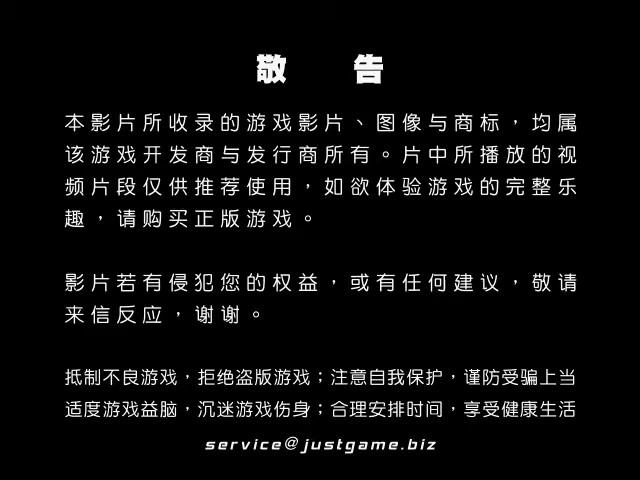 敬 告
本影片所收录的游戏影片、图像与商标，均属
该游戏开发商与发行商所有。片中所播放的视
频片段仅供推荐使用，如欲体验游戏的完整乐
趣，请购买正版游戏。
影片若有侵犯您的权益，或有任何建议，敬请
来信反应，谢谢。
抵制不良游戏，拒绝盗版游戏；注意自我保护，谨防受骗上当
适度游戏益脑，沉迷游戏伤身；合理安排时间，享受健康生活
service@justgame.biz